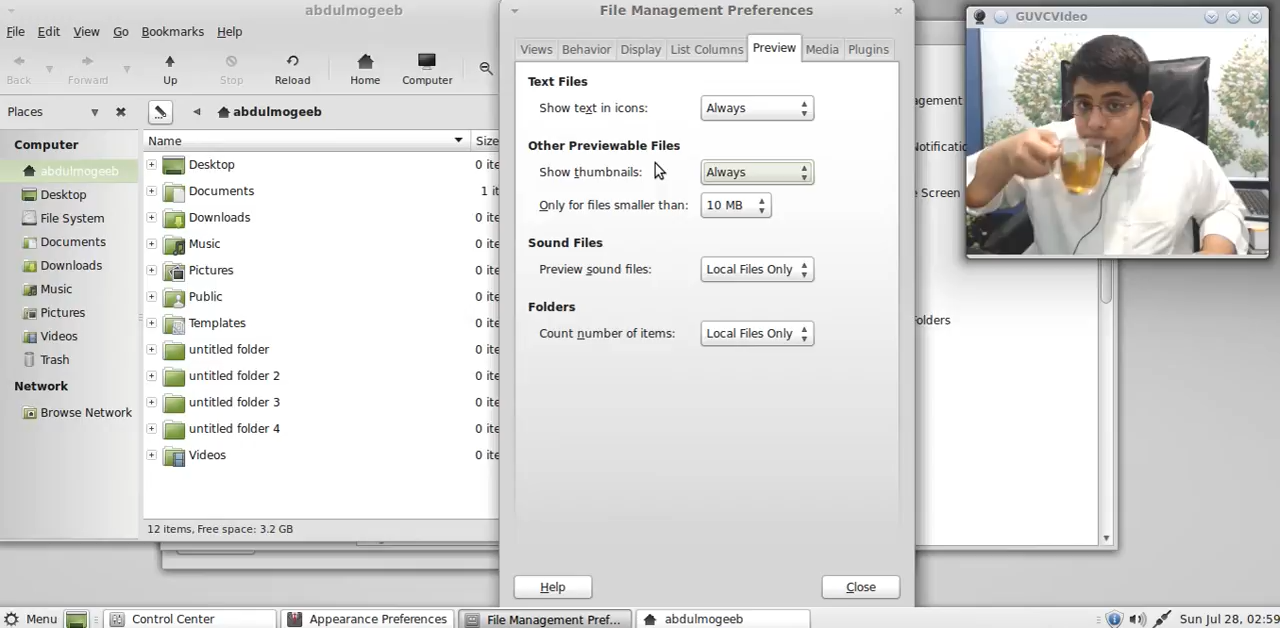 abdulmogeeb
File Edit View Go Bookmarks Help
Back Forward Up Stop Reload Home Computer
Places
abdulmogeeb
Computer
abdulmogeeb
Desktop
File System
Documents
Downloads
Music
Pictures
Videos
Trash
Network
Browse Network
Name Size
Desktop 0 ite
Documents 1 it
Downloads 0 ite
Music 0 ite
Pictures 0 ite
Public 0 ite
Templates 0 ite
untitled folder 0 ite
untitled folder 2 0 ite
untitled folder 3 0 ite
untitled folder 4 0 ite
Videos 0 ite
12 items, Free space: 3.2 GB
File Management Preferences
Views Behavior Display List Columns Preview Media Plugins
Text Files
Show text in icons: Always
Other Previewable Files
Show thumbnails: Always
Only for files smaller than: 10 MB
Sound Files
Preview sound files: Local Files Only
Folders
Count number of items: Local Files Only
Help Close
GUVCVideo
agement
Notificatio
e Screen
Folders
Menu Control Center Appearance Preferences File Management Pref... abdulmogeeb Sun Jul 28, 02:59